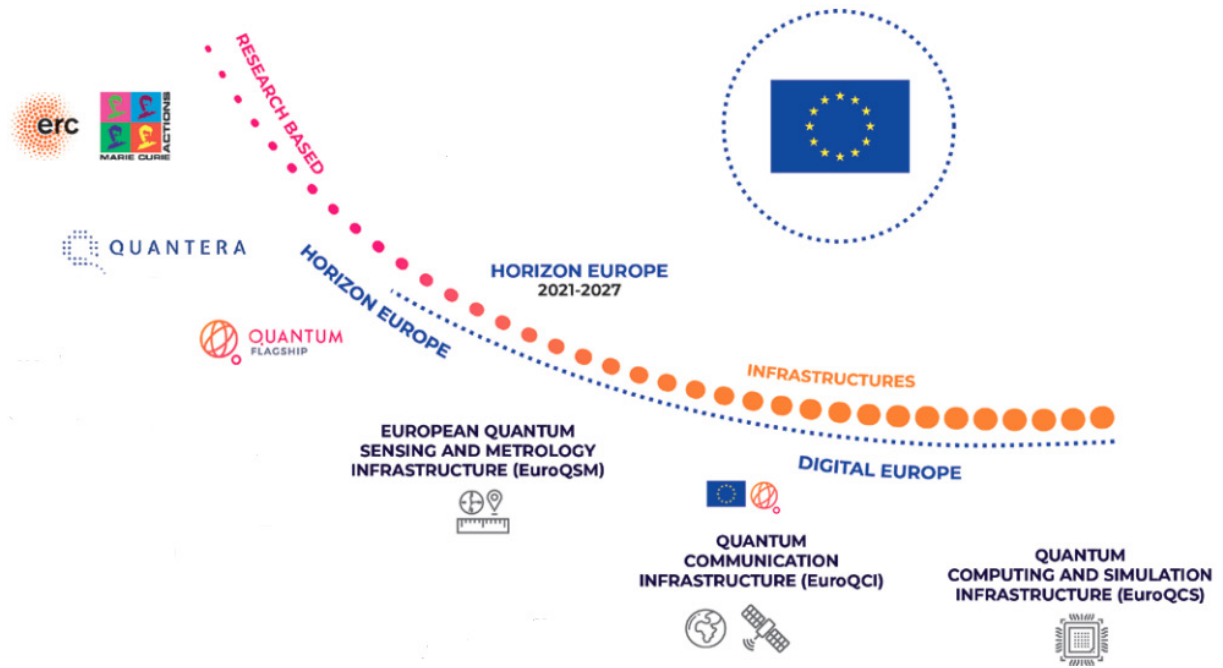 RESEARCH BASED
erc
MARIE CURIE
ACTIONS
QUANTERA
HORIZON EUROPE
HORIZON EUROPE
2021-2027
QUANTUM
FLAGSHIP
INFRASTRUCTURES
DIGITAL EUROPE
EUROPEAN QUANTUM
SENSING AND METROLOGY
INFRASTRUCTURE (EuroQSM)
QUANTUM
COMMUNICATION
INFRASTRUCTURE (EuroQCI)
QUANTUM
COMPUTING AND SIMULATION
INFRASTRUCTURE (EuroQCS)